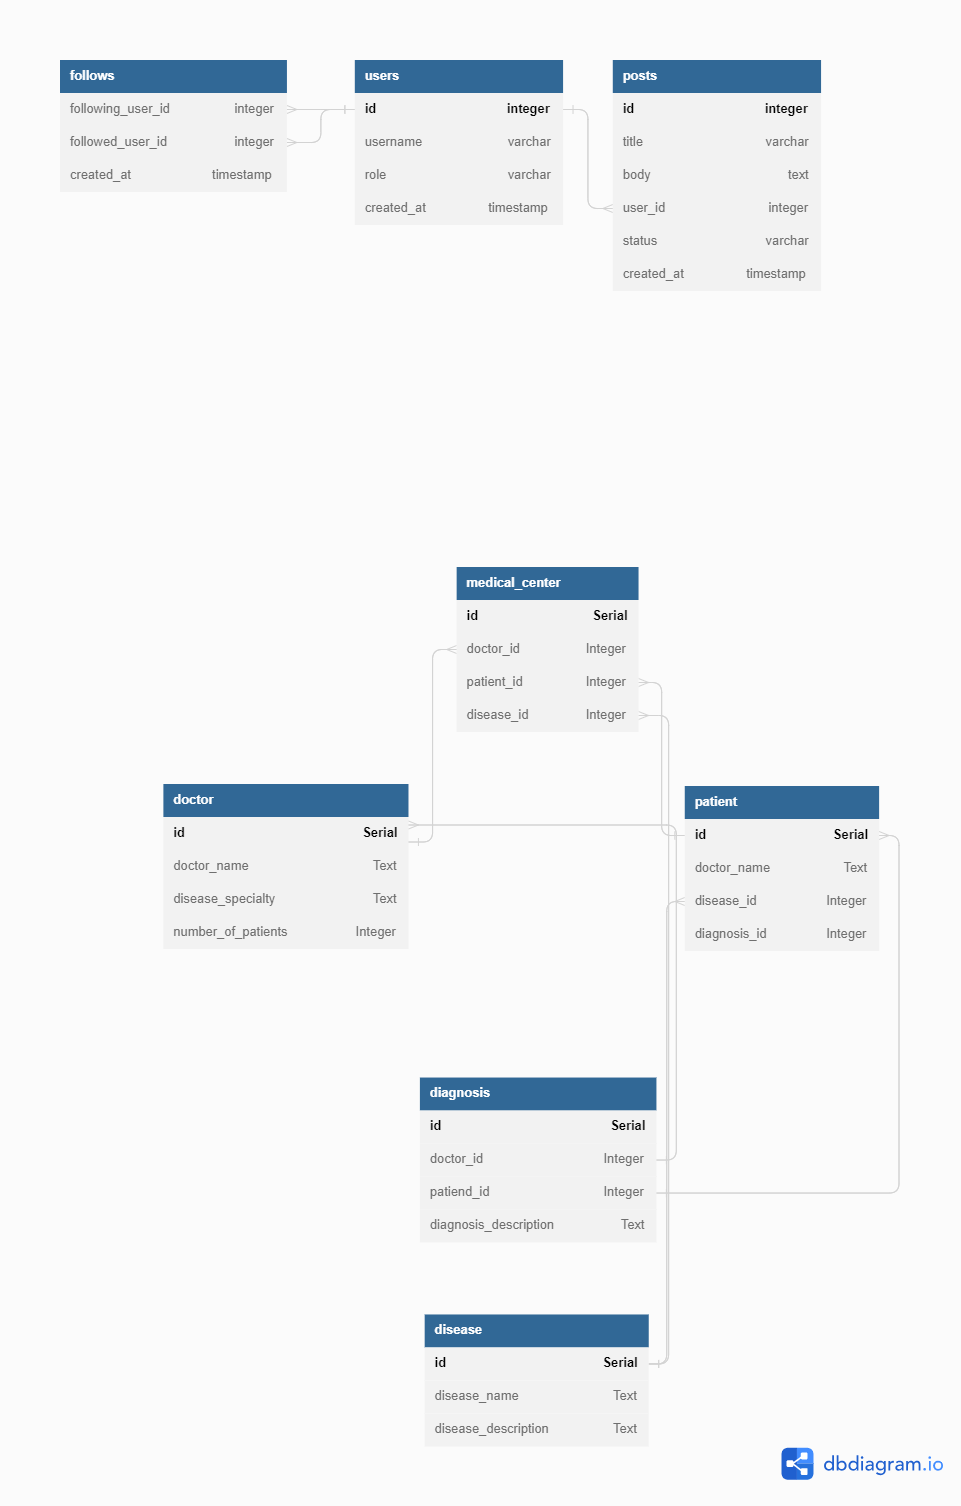 follows
following_user_id integer
followed_user_id integer
created_at timestamp
users
id integer
username varchar
role varchar
created_at timestamp
posts
id integer
title varchar
body text
user_id integer
status varchar
created_at timestamp
medical_center
id Serial
doctor_id Integer
patient_id Integer
disease_id Integer
doctor
id Serial
doctor_name Text
disease_specialty Text
number_of_patients Integer
patient
id Serial
doctor_name Text
disease_id Integer
diagnosis_id Integer
diagnosis
id Serial
doctor_id Integer
patiend_id Integer
diagnosis_description Text
disease
id Serial
disease_name Text
disease_description Text
dbdiagram.io